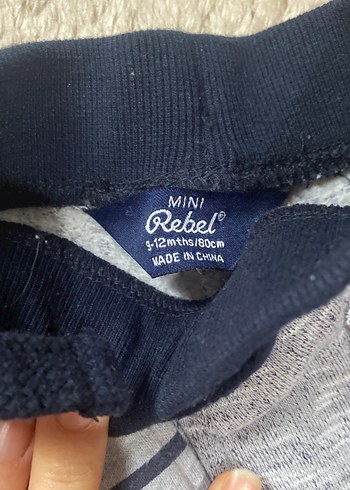 MINI
Rebel®
9-12mths/80cm
MADE IN CHINA